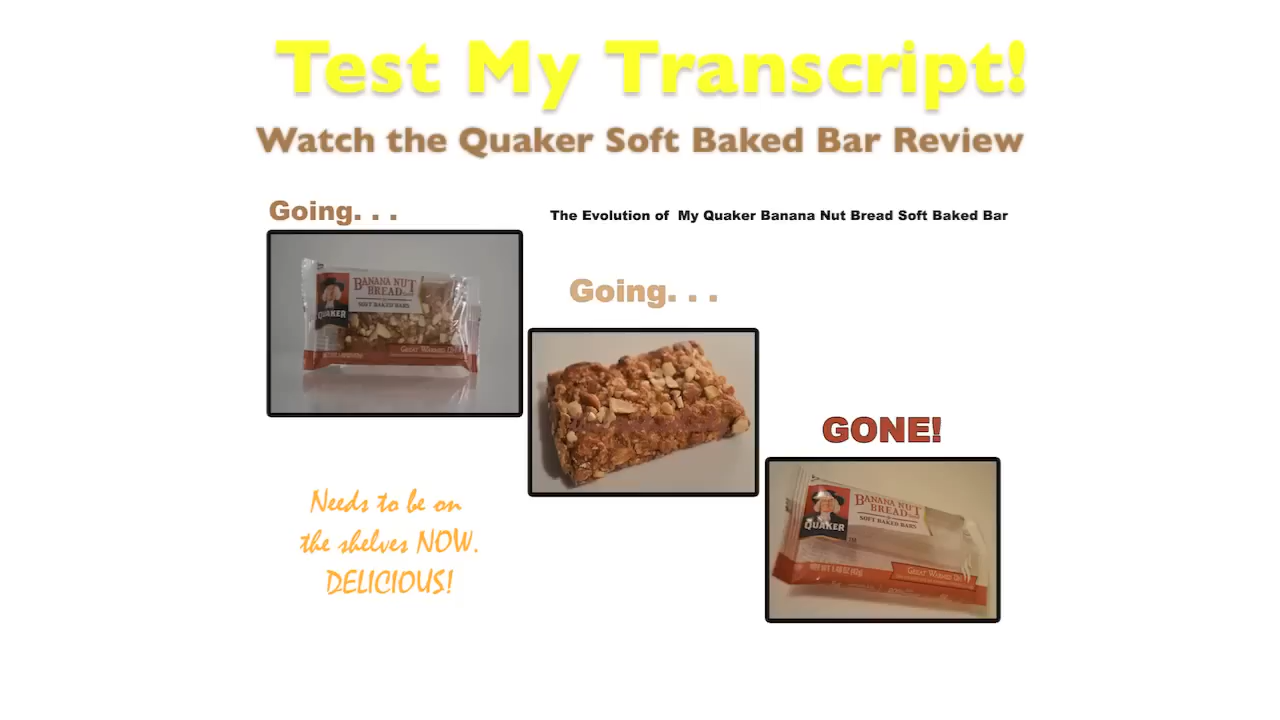 Test My Transcript!
Watch the Quaker Soft Baked Bar Review
Going. . .
The Evolution of My Quaker Banana Nut Bread Soft Baked Bar
BANANA NUT
BREAD
SOFT BAKED BARS
QUAKER
Going. . .
GONE!
BANANA NUT
BREAD
SOFT BAKED BARS
QUAKER
GREAT WARMED
Needs to be on
the shelves NOW.
DELICIOUS!